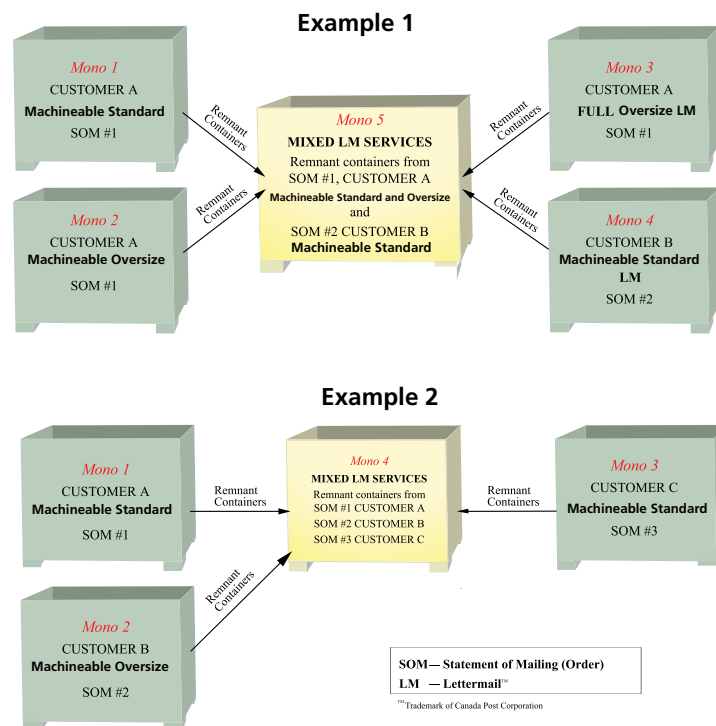 Example 1
Mono 1
CUSTOMER A
Machineable Standard
SOM #1
Remnant
Containers
Mono 2
CUSTOMER A
Machineable Oversize
SOM #1
Remnant
Containers
Mono 5
MIXED LM SERVICES
Remnant containers from
SOM #1, CUSTOMER A
Machineable Standard and Oversize
and
SOM #2 CUSTOMER B
Machineable Standard
Mono 3
CUSTOMER A
FULL Oversize LM
SOM #1
Remnant
Containers
Mono 4
CUSTOMER B
Machineable Standard
LM
SOM #2
Remnant
Containers
Example 2
Mono 1
CUSTOMER A
Machineable Standard
SOM #1
Remnant
Containers
Mono 2
CUSTOMER B
Machineable Oversize
SOM #2
Remnant
Containers
Mono 4
MIXED LM SERVICES
Remnant containers from
SOM #1 CUSTOMER A
SOM #2 CUSTOMER B
SOM #3 CUSTOMER C
Mono 3
CUSTOMER C
Machineable Standard
SOM #3
Remnant
Containers
SOM — Statement of Mailing (Order)
LM — Lettermail™
™ Trademark of Canada Post Corporation